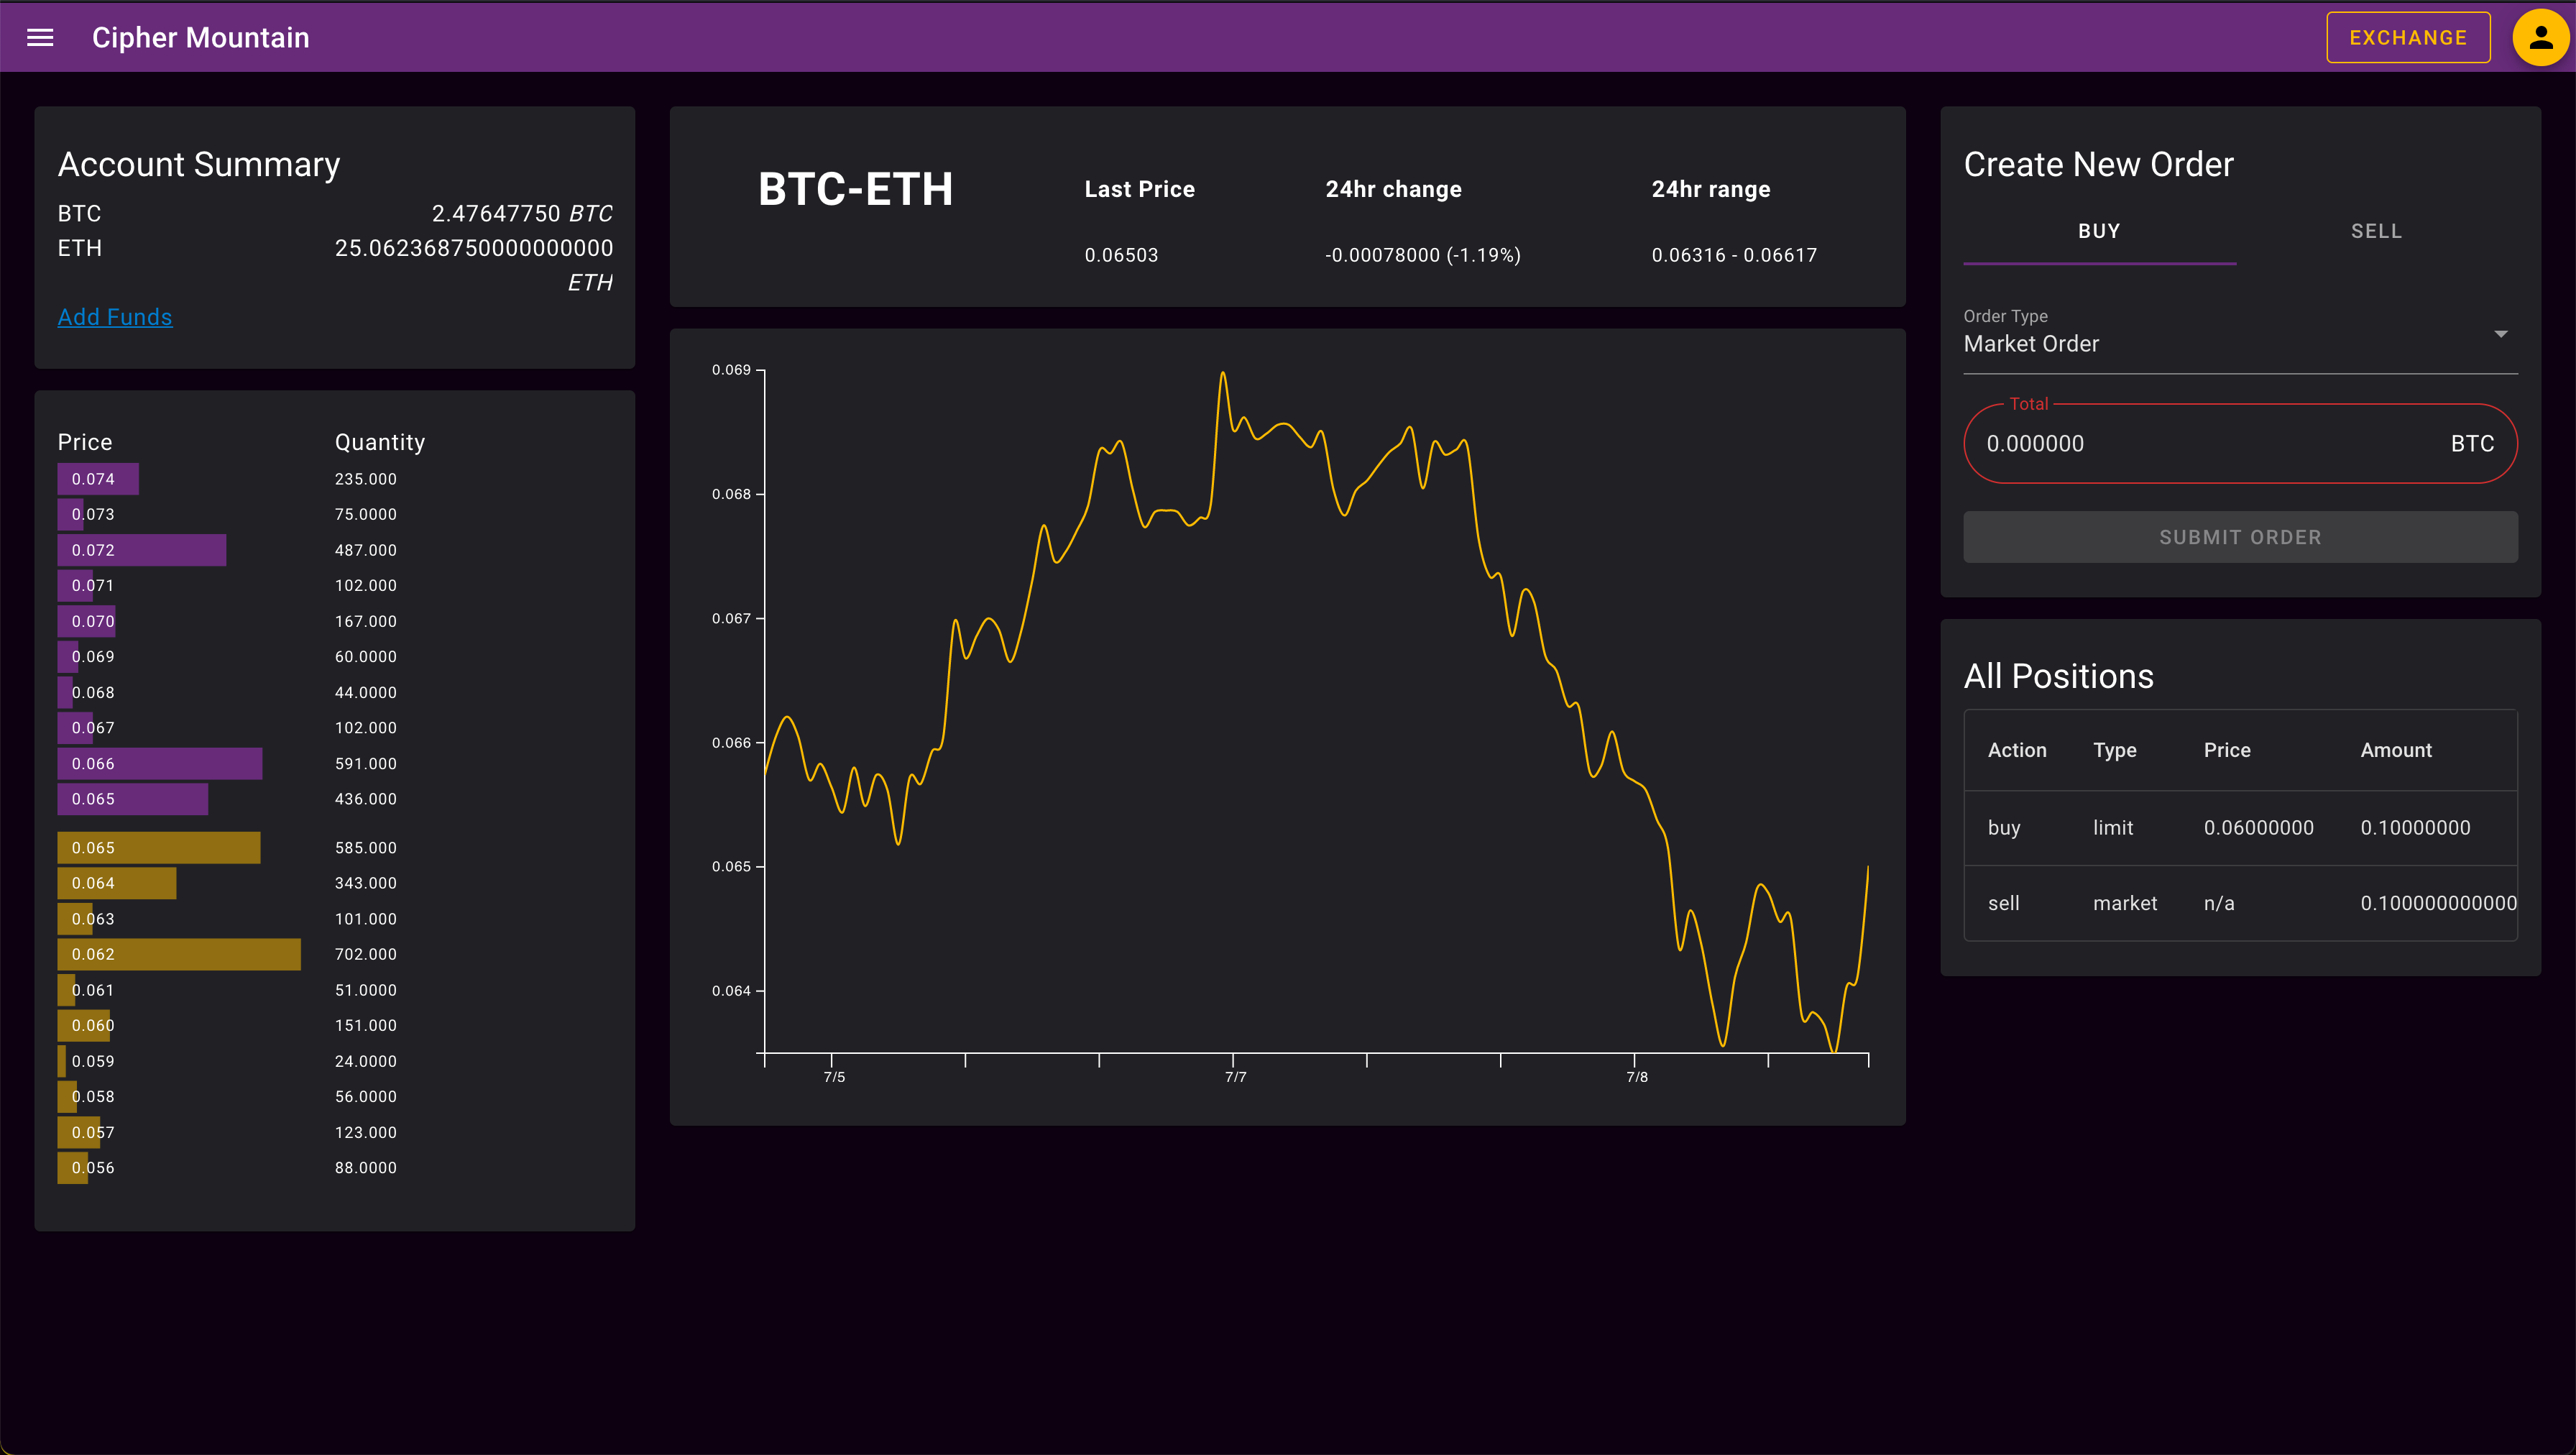 Cipher Mountain
EXCHANGE
Account Summary
BTC 2.47647750 BTC
ETH 25.062368750000000000
ETH
Add Funds
Price Quantity
0.074 235.000
0.073 75.0000
0.072 487.000
0.071 102.000
0.070 167.000
0.069 60.0000
0.068 44.0000
0.067 102.000
0.066 591.000
0.065 436.000
0.065 585.000
0.064 343.000
0.063 101.000
0.062 702.000
0.061 51.0000
0.060 151.000
0.059 24.0000
0.058 56.0000
0.057 123.000
0.056 88.0000
BTC-ETH
Last Price 24hr change 24hr range
0.06503 -0.00078000 (-1.19%) 0.06316 - 0.06617
0.069
0.068
0.067
0.066
0.065
0.064
7/5 7/7 7/8
Create New Order
BUY SELL
Order Type
Market Order
Total
0.000000 BTC
SUBMIT ORDER
All Positions
Action Type Price Amount
buy limit 0.06000000 0.10000000
sell market n/a 0.100000000000